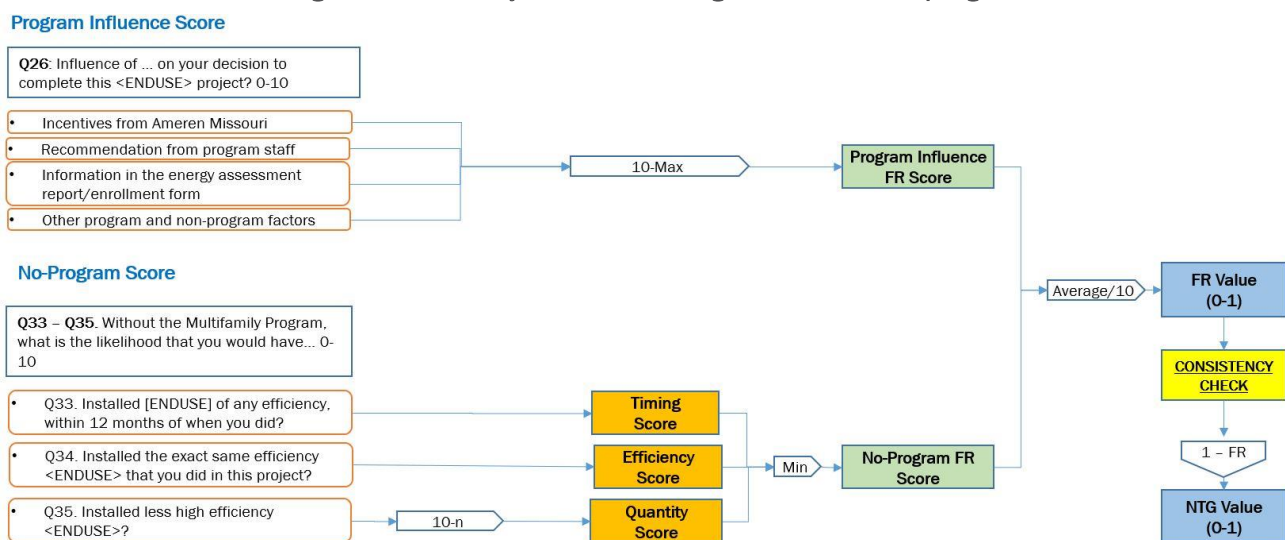 Program Influence Score
Q26: Influence of ... on your decision to
complete this <ENDUSE> project? 0-10
• Incentives from Ameren Missouri
• Recommendation from program staff
• Information in the energy assessment
report/enrollment form
• Other program and non-program factors
10-Max
Program Influence
FR Score
No-Program Score
Q33 – Q35. Without the Multifamily Program,
what is the likelihood that you would have... 0-
10
• Q33. Installed [ENDUSE] of any efficiency,
within 12 months of when you did?
• Q34. Installed the exact same efficiency
<ENDUSE> that you did in this project?
• Q35. Installed less high efficiency
<ENDUSE>?
10-n
Timing
Score
Efficiency
Score
Quantity
Score
Min
No-Program FR
Score
Average/10
FR Value
(0-1)
CONSISTENCY
CHECK
1 – FR
NTG Value
(0-1)